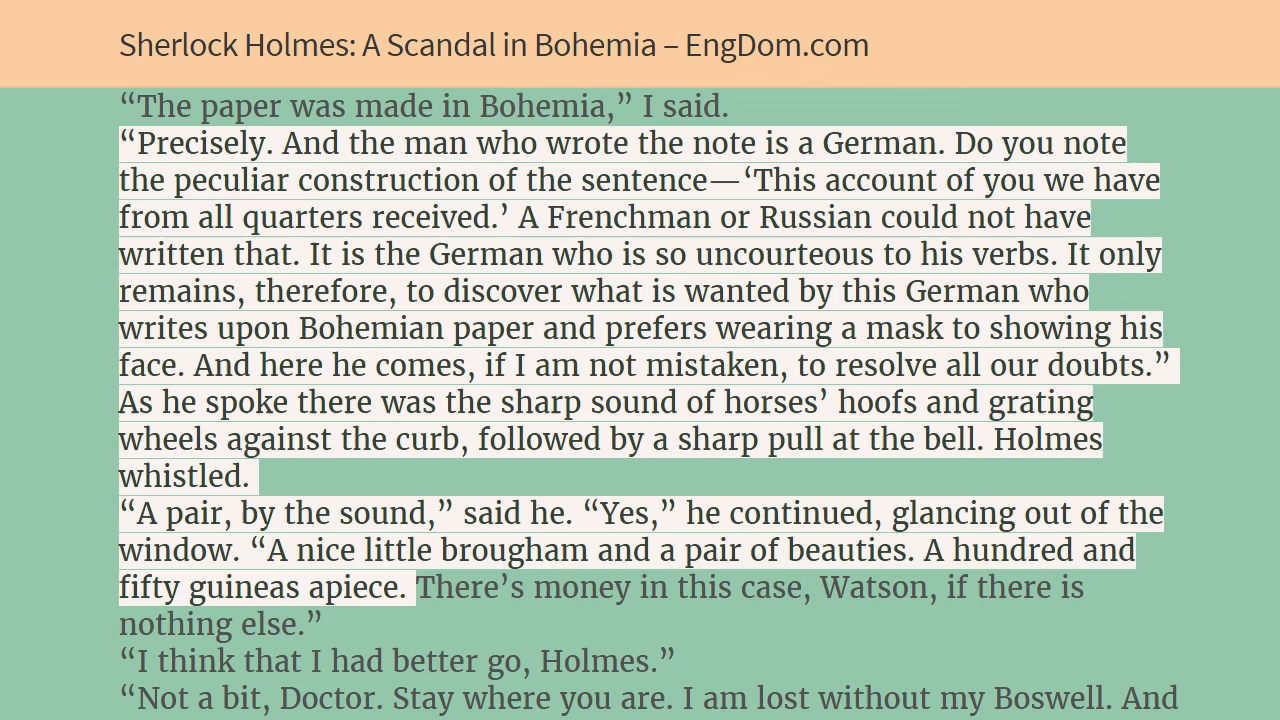 Sherlock Holmes: A Scandal in Bohemia – EngDom.com
“The paper was made in Bohemia,” I said.
“Precisely. And the man who wrote the note is a German. Do you note
the peculiar construction of the sentence—‘This account of you we have
from all quarters received.’ A Frenchman or Russian could not have
written that. It is the German who is so uncourteous to his verbs. It only
remains, therefore, to discover what is wanted by this German who
writes upon Bohemian paper and prefers wearing a mask to showing his
face. And here he comes, if I am not mistaken, to resolve all our doubts.”
As he spoke there was the sharp sound of horses’ hoofs and grating
wheels against the curb, followed by a sharp pull at the bell. Holmes
whistled.
“A pair, by the sound,” said he. “Yes,” he continued, glancing out of the
window. “A nice little brougham and a pair of beauties. A hundred and
fifty guineas apiece. There’s money in this case, Watson, if there is
nothing else.”
“I think that I had better go, Holmes.”
“Not a bit, Doctor. Stay where you are. I am lost without my Boswell. And